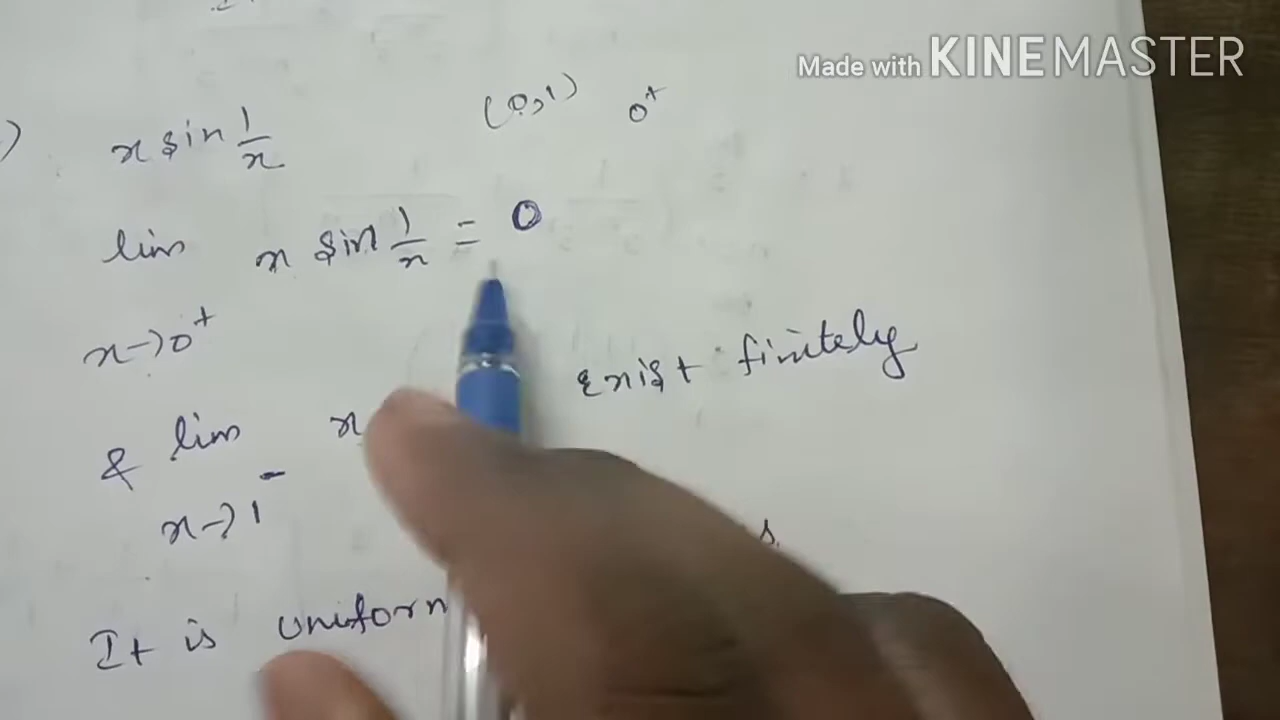 Made with KINEMASTER
) x sin 1/x (0,1) 0⁺
lim x sin 1/x = 0
x→0⁺
& lim x Exist finitely
x→1⁻
s.
It is uniform